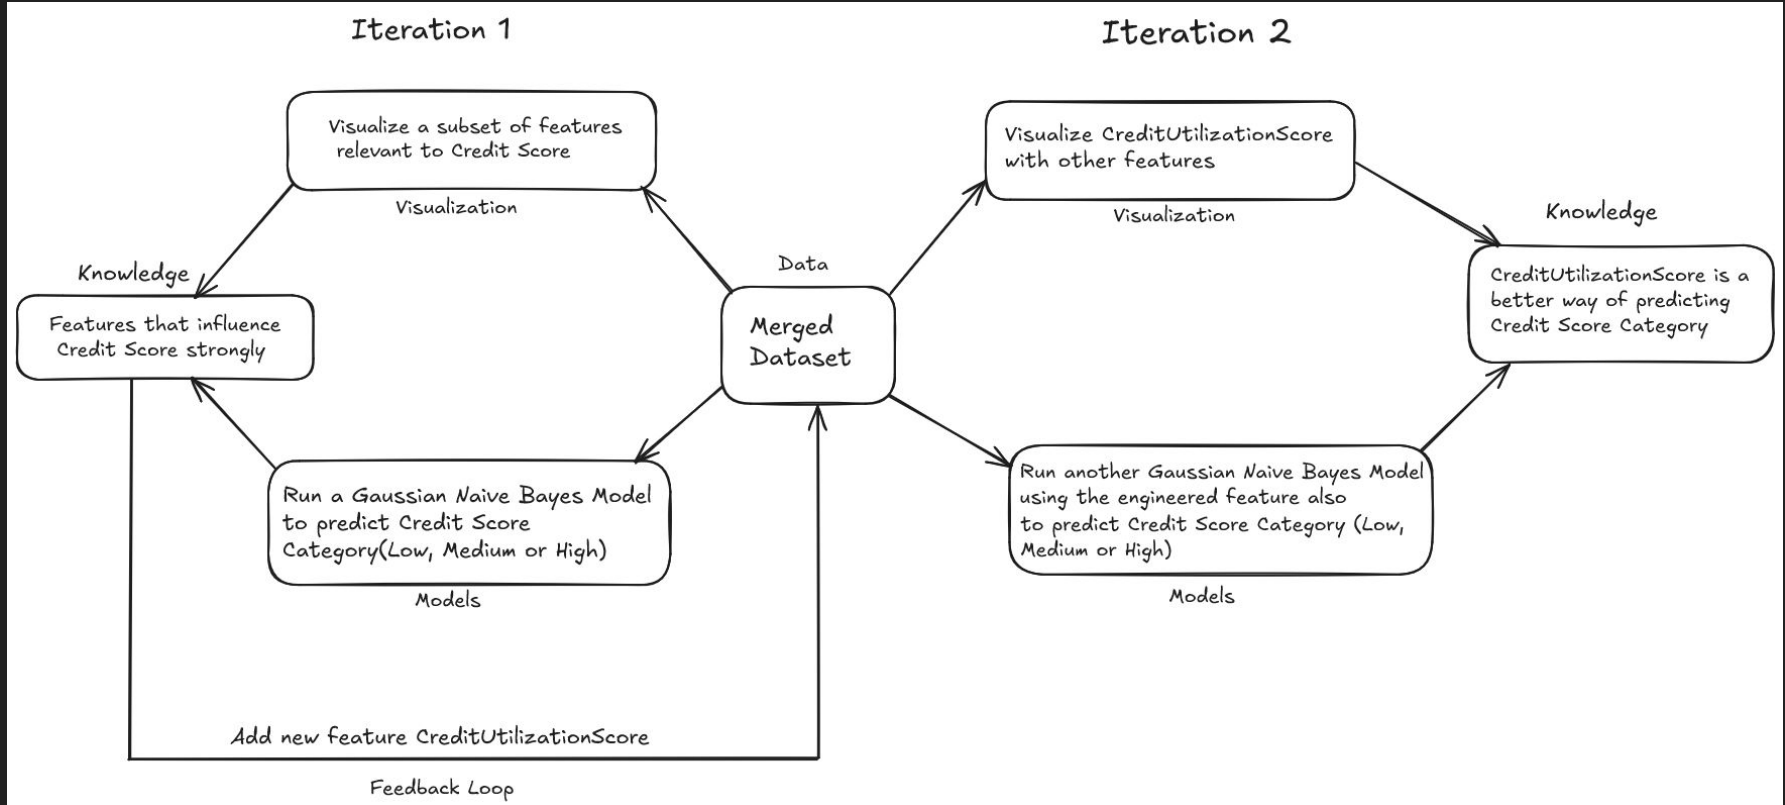 Iteration 1
Iteration 2
Visualize a subset of features
relevant to Credit Score
Visualization
Knowledge
Features that influence
Credit Score strongly
Data
Merged
Dataset
Run a Gaussian Naive Bayes Model
to predict Credit Score
Category(Low, Medium or High)
Models
Add new feature CreditUtilizationScore
Feedback Loop
Visualize CreditUtilizationScore
with other features
Visualization
Knowledge
CreditUtilizationScore is a
better way of predicting
Credit Score Category
Run another Gaussian Naive Bayes Model
using the engineered feature also
to predict Credit Score Category (Low,
Medium or High)
Models